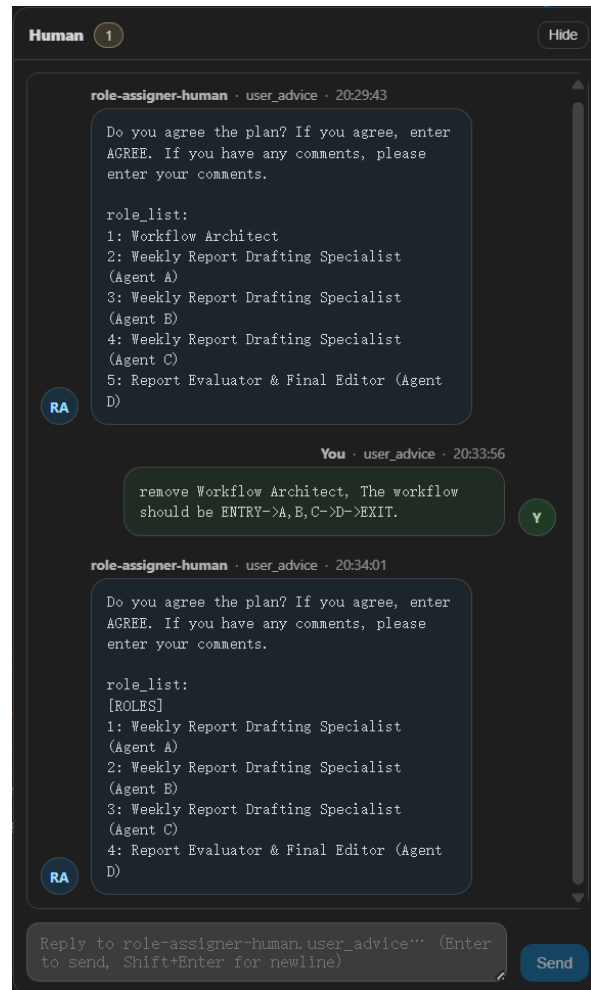 Human 1 Hide
role-assigner-human · user_advice · 20:29:43
Do you agree the plan? If you agree, enter
AGREE. If you have any comments, please
enter your comments.
role_list:
1: Workflow Architect
2: Weekly Report Drafting Specialist
(Agent A)
3: Weekly Report Drafting Specialist
(Agent B)
4: Weekly Report Drafting Specialist
(Agent C)
5: Report Evaluator & Final Editor (Agent
D)
RA
You · user_advice · 20:33:56
remove Workflow Architect, The workflow
should be ENTRY->A,B,C->D->EXIT.
Y
role-assigner-human · user_advice · 20:34:01
Do you agree the plan? If you agree, enter
AGREE. If you have any comments, please
enter your comments.
role_list:
[ROLES]
1: Weekly Report Drafting Specialist
(Agent A)
2: Weekly Report Drafting Specialist
(Agent B)
3: Weekly Report Drafting Specialist
(Agent C)
4: Report Evaluator & Final Editor (Agent
D)
RA
Reply to role-assigner-human.user_advice… (Enter
to send, Shift+Enter for newline)
Send